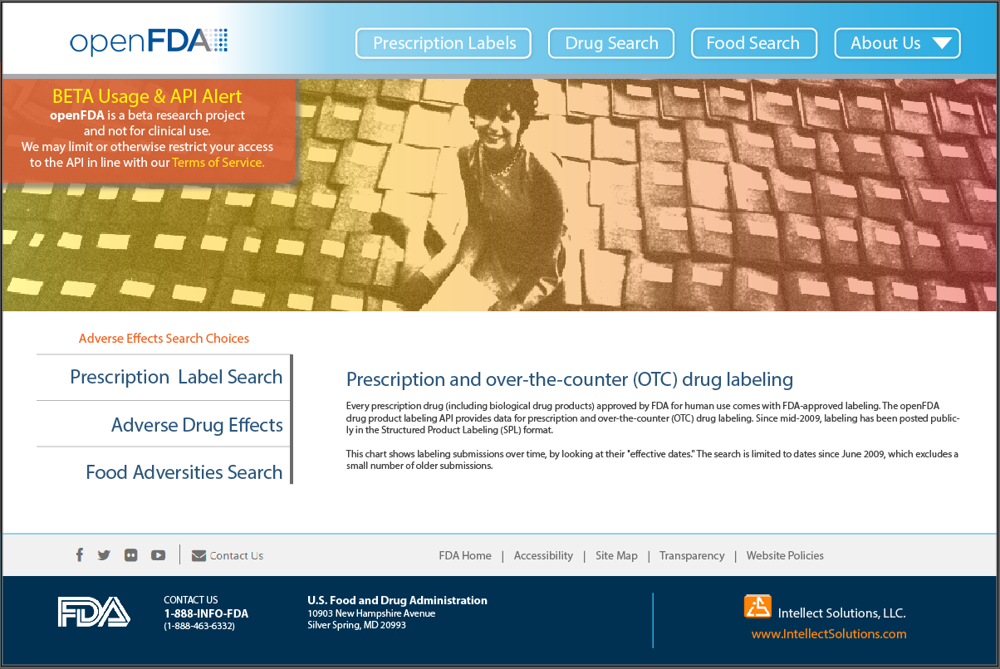 openFDA
Prescription Labels
Drug Search
Food Search
About Us
BETA Usage & API Alert
openFDA is a beta research project
and not for clinical use.
We may limit or otherwise restrict your access
to the API in line with our Terms of Service.
Adverse Effects Search Choices
Prescription  Label Search
Adverse Drug Effects
Food Adversities Search
Prescription and over-the-counter (OTC) drug labeling
Every prescription drug (including biological drug products) approved by FDA for human use comes with FDA-approved labeling. The openFDA
drug product labeling API provides data for prescription and over-the-counter (OTC) drug labeling. Since mid-2009, labeling has been posted public-
ly in the Structured Product Labeling (SPL) format.
This chart shows labeling submissions over time, by looking at their "effective dates." The search is limited to dates since June 2009, which excludes a
small number of older submissions.
Contact Us
FDA Home | Accessibility | Site Map | Transparency | Website Policies
FDA
CONTACT US
1-888-INFO-FDA
(1-888-463-6332)
U.S. Food and Drug Administration
10903 New Hampshire Avenue
Silver Spring, MD 20993
Intellect Solutions, LLC.
www.IntellectSolutions.com